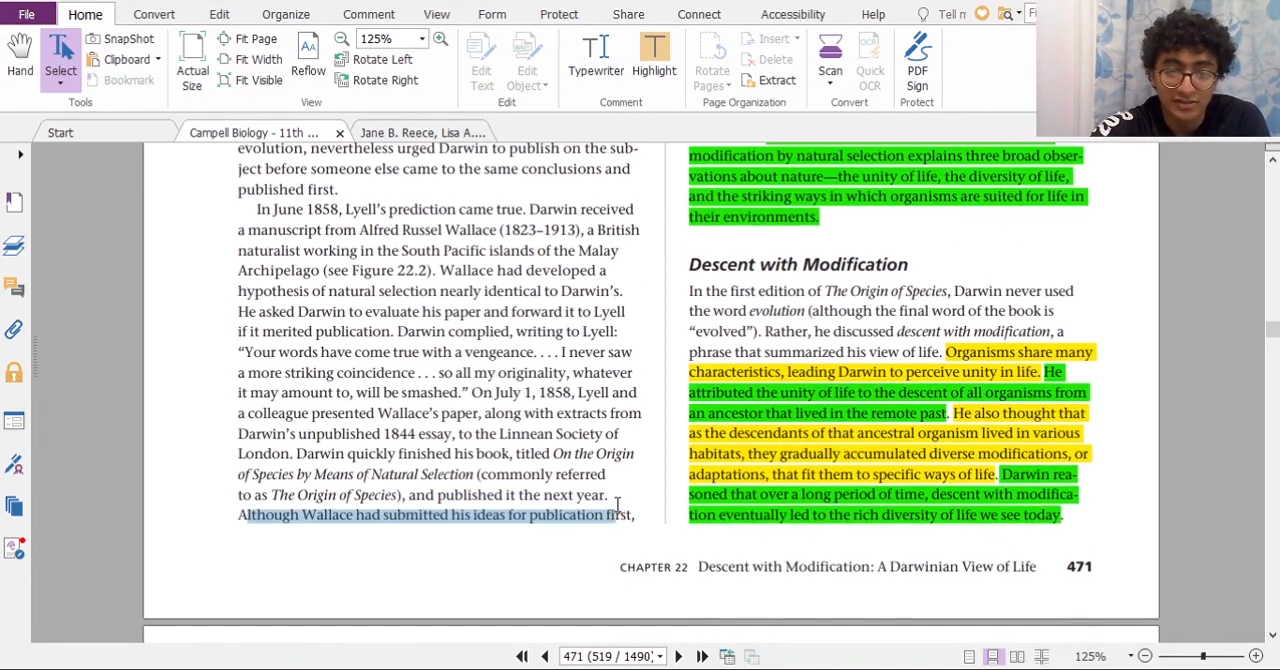 File
Home
Convert
Edit
Organize
Comment
View
Form
Protect
Share
Connect
Accessibility
Help
Tell
Hand
Select
SnapShot
Clipboard
Bookmark
Tools
Actual Size
Fit Page
Fit Width
Fit Visible
Reflow
125%
Rotate Left
Rotate Right
View
Edit Text
Edit Object
Edit
Typewriter
Highlight
Comment
Rotate Pages
Insert
Delete
Extract
Page Organization
Scan
Quick OCR
Convert
PDF Sign
Protect
Start
Campell Biology - 11th ...
Jane B. Reece, Lisa A....
evolution, nevertheless urged Darwin to publish on the sub-
ject before someone else came to the same conclusions and
published first.
In June 1858, Lyell's prediction came true. Darwin received
a manuscript from Alfred Russel Wallace (1823–1913), a British
naturalist working in the South Pacific islands of the Malay
Archipelago (see Figure 22.2). Wallace had developed a
hypothesis of natural selection nearly identical to Darwin's.
He asked Darwin to evaluate his paper and forward it to Lyell
if it merited publication. Darwin complied, writing to Lyell:
“Your words have come true with a vengeance. . . . I never saw
a more striking coincidence . . . so all my originality, whatever
it may amount to, will be smashed.” On July 1, 1858, Lyell and
a colleague presented Wallace's paper, along with extracts from
Darwin's unpublished 1844 essay, to the Linnean Society of
London. Darwin quickly finished his book, titled On the Origin
of Species by Means of Natural Selection (commonly referred
to as The Origin of Species), and published it the next year.
Although Wallace had submitted his ideas for publication first,
modification by natural selection explains three broad obser-
vations about nature—the unity of life, the diversity of life,
and the striking ways in which organisms are suited for life in
their environments.
Descent with Modification
In the first edition of The Origin of Species, Darwin never used
the word evolution (although the final word of the book is
“evolved”). Rather, he discussed descent with modification, a
phrase that summarized his view of life. Organisms share many
characteristics, leading Darwin to perceive unity in life. He
attributed the unity of life to the descent of all organisms from
an ancestor that lived in the remote past. He also thought that
as the descendants of that ancestral organism lived in various
habitats, they gradually accumulated diverse modifications, or
adaptations, that fit them to specific ways of life. Darwin rea-
soned that over a long period of time, descent with modifica-
tion eventually led to the rich diversity of life we see today.
CHAPTER 22 Descent with Modification: A Darwinian View of Life 471
471 (519 / 1490)
125%